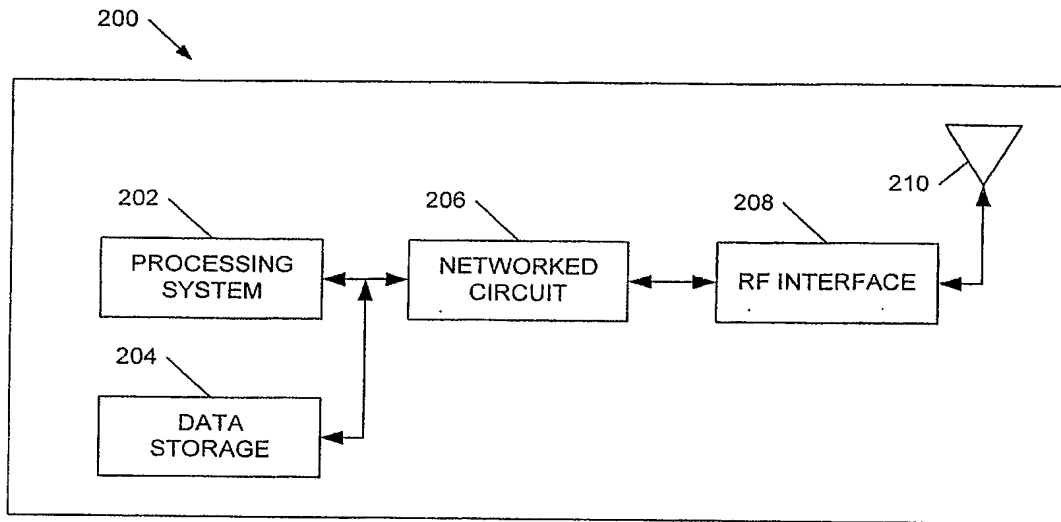 200
210
202
206
208
PROCESSING
SYSTEM
NETWORKED
CIRCUIT
RF INTERFACE
204
DATA
STORAGE